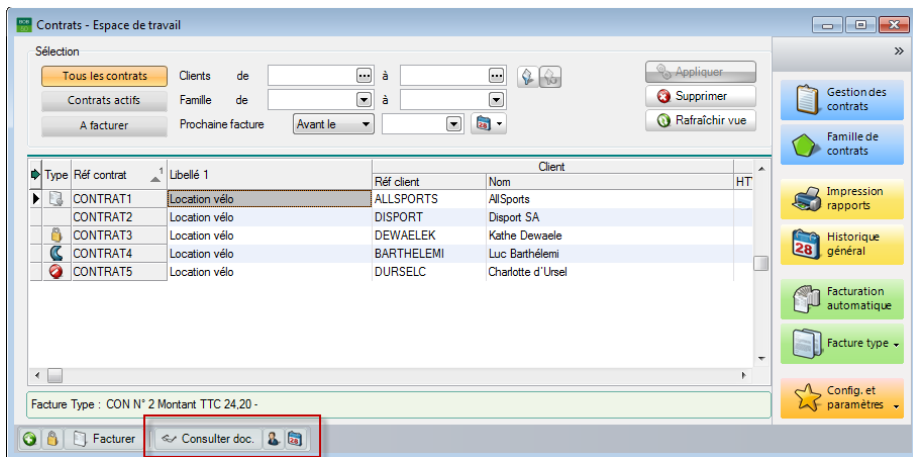 Contrats - Espace de travail
Sélection
Tous les contrats Clients de à Appliquer
Contrats actifs Famille de à Supprimer
A facturer Prochaine facture Avant le Rafraîchir vue
Type Réf contrat 1 Libellé 1 Client
Réf client Nom HT
CONTRAT1 Location vélo ALLSPORTS AllSports
CONTRAT2 Location vélo DISPORT Disport SA
CONTRAT3 Location vélo DEWAELEK Kathe Dewaele
CONTRAT4 Location vélo BARTHELEMI Luc Barthélemi
CONTRAT5 Location vélo DURSELC Charlotte d'Ursel
Facture Type : CON N° 2 Montant TTC 24,20 -
Facturer Consulter doc.
»
Gestion des
contrats
Famille de
contrats
Impression
rapports
28
Historique
général
Facturation
automatique
Facture type
Config. et
paramètres